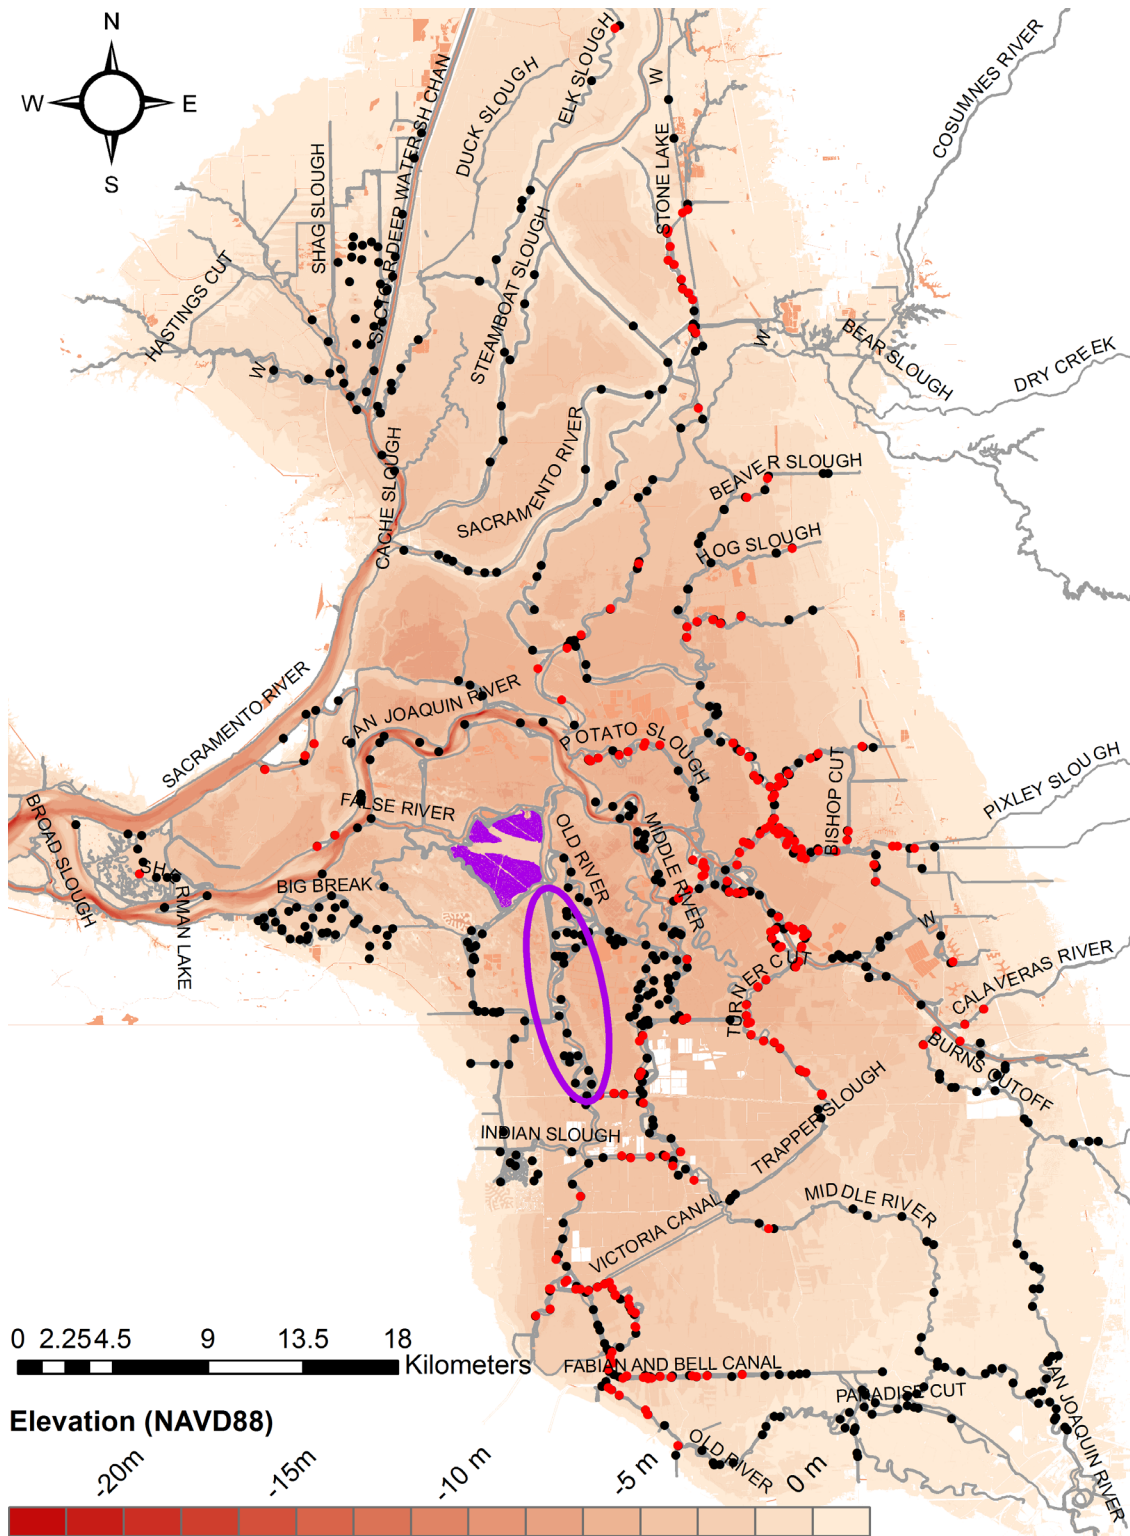 N
W E
S
ELK SLOUGH
DUCK SLOUGH
W
STONE LAKE
COSUMNES RIVER
SHAG SLOUGH
SACTO R DEEP WATER SH CHAN
HASTINGS CUT
STEAMBOAT SLOUGH
W
W
BEAR SLOUGH
DRY CREEK
CACHE SLOUGH
SACRAMENTO RIVER
BEAVER SLOUGH
HOG SLOUGH
SACRAMENTO RIVER
SAN JOAQUIN RIVER
POTATO SLOUGH
BISHOP CUT
PIXLEY SLOUGH
BROAD SLOUGH
FALSE RIVER
OLD RIVER
MIDDLE RIVER
SHERMAN LAKE
BIG BREAK
W
TURNER CUT
CALAVERAS RIVER
BURNS CUTOFF
INDIAN SLOUGH
TRAPPER SLOUGH
MIDDLE RIVER
VICTORIA CANAL
0 2.25 4.5 9 13.5 18
Kilometers
FABIAN AND BELL CANAL
PARADISE CUT
SAN JOAQUIN RIVER
OLD RIVER
Elevation (NAVD88)
-20m -15m -10 m -5 m 0 m